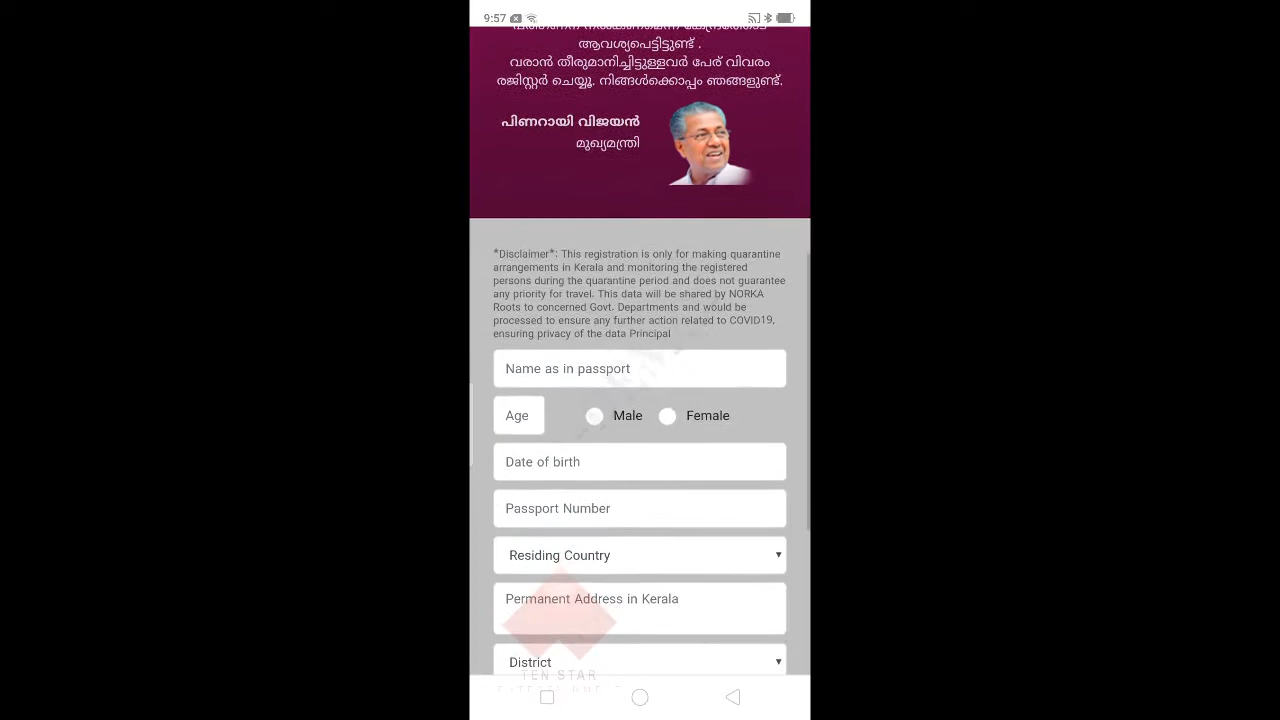 9:57
ആവശ്യപെട്ടിട്ടുണ്ട് .
വരാൻ തീരുമാനിച്ചിട്ടുള്ളവർ പേര് വിവരം
രജിസ്റ്റർ ചെയ്യൂ. നിങ്ങൾക്കൊപ്പം ഞങ്ങളുണ്ട്.
പിണറായി വിജയൻ
മുഖ്യമന്ത്രി
*Disclaimer*: This registration is only for making quarantine
arrangements in Kerala and monitoring the registered
persons during the quarantine period and does not guarantee
any priority for travel. This data will be shared by NORKA
Roots to concerned Govt. Departments and would be
processed to ensure any further action related to COVID19,
ensuring privacy of the data Principal
Name as in passport
Age Male Female
Date of birth
Passport Number
Residing Country
Permanent Address in Kerala
District
TEN STAR